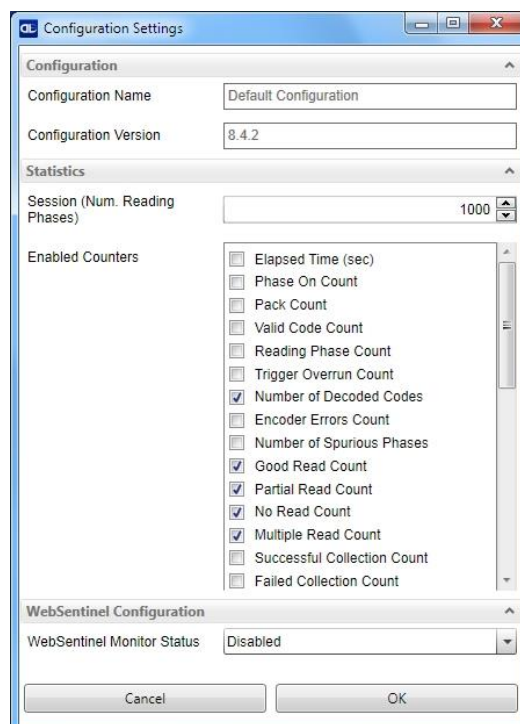 Configuration Settings
Configuration
Configuration Name
Default Configuration
Configuration Version
8.4.2
Statistics
Session (Num. Reading
Phases)
1000
Enabled Counters
Elapsed Time (sec)
Phase On Count
Pack Count
Valid Code Count
Reading Phase Count
Trigger Overrun Count
Number of Decoded Codes
Encoder Errors Count
Number of Spurious Phases
Good Read Count
Partial Read Count
No Read Count
Multiple Read Count
Successful Collection Count
Failed Collection Count
WebSentinel Configuration
WebSentinel Monitor Status
Disabled
Cancel
OK